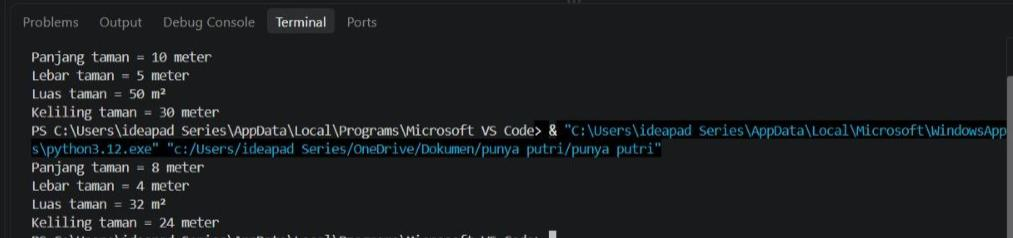 Problems Output Debug Console Terminal Ports
Panjang taman = 10 meter
Lebar taman = 5 meter
Luas taman = 50 m²
Keliling taman = 30 meter
PS C:\Users\ideapad Series\AppData\Local\Programs\Microsoft VS Code> & "C:\Users\ideapad Series\AppData\Local\Microsoft\WindowsApp
s\python3.12.exe" "c:/Users/ideapad Series/OneDrive/Dokumen/punya putri/punya putri"
Panjang taman = 8 meter
Lebar taman = 4 meter
Luas taman = 32 m²
Keliling taman = 24 meter